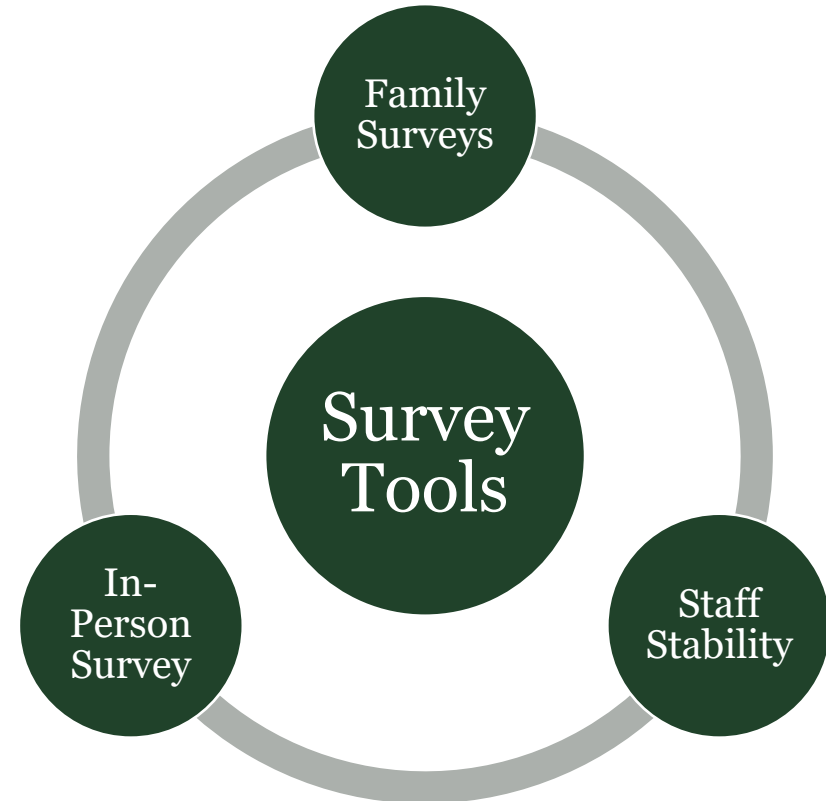 Family
Surveys
Survey
Tools
In-
Person
Survey
Staff
Stability